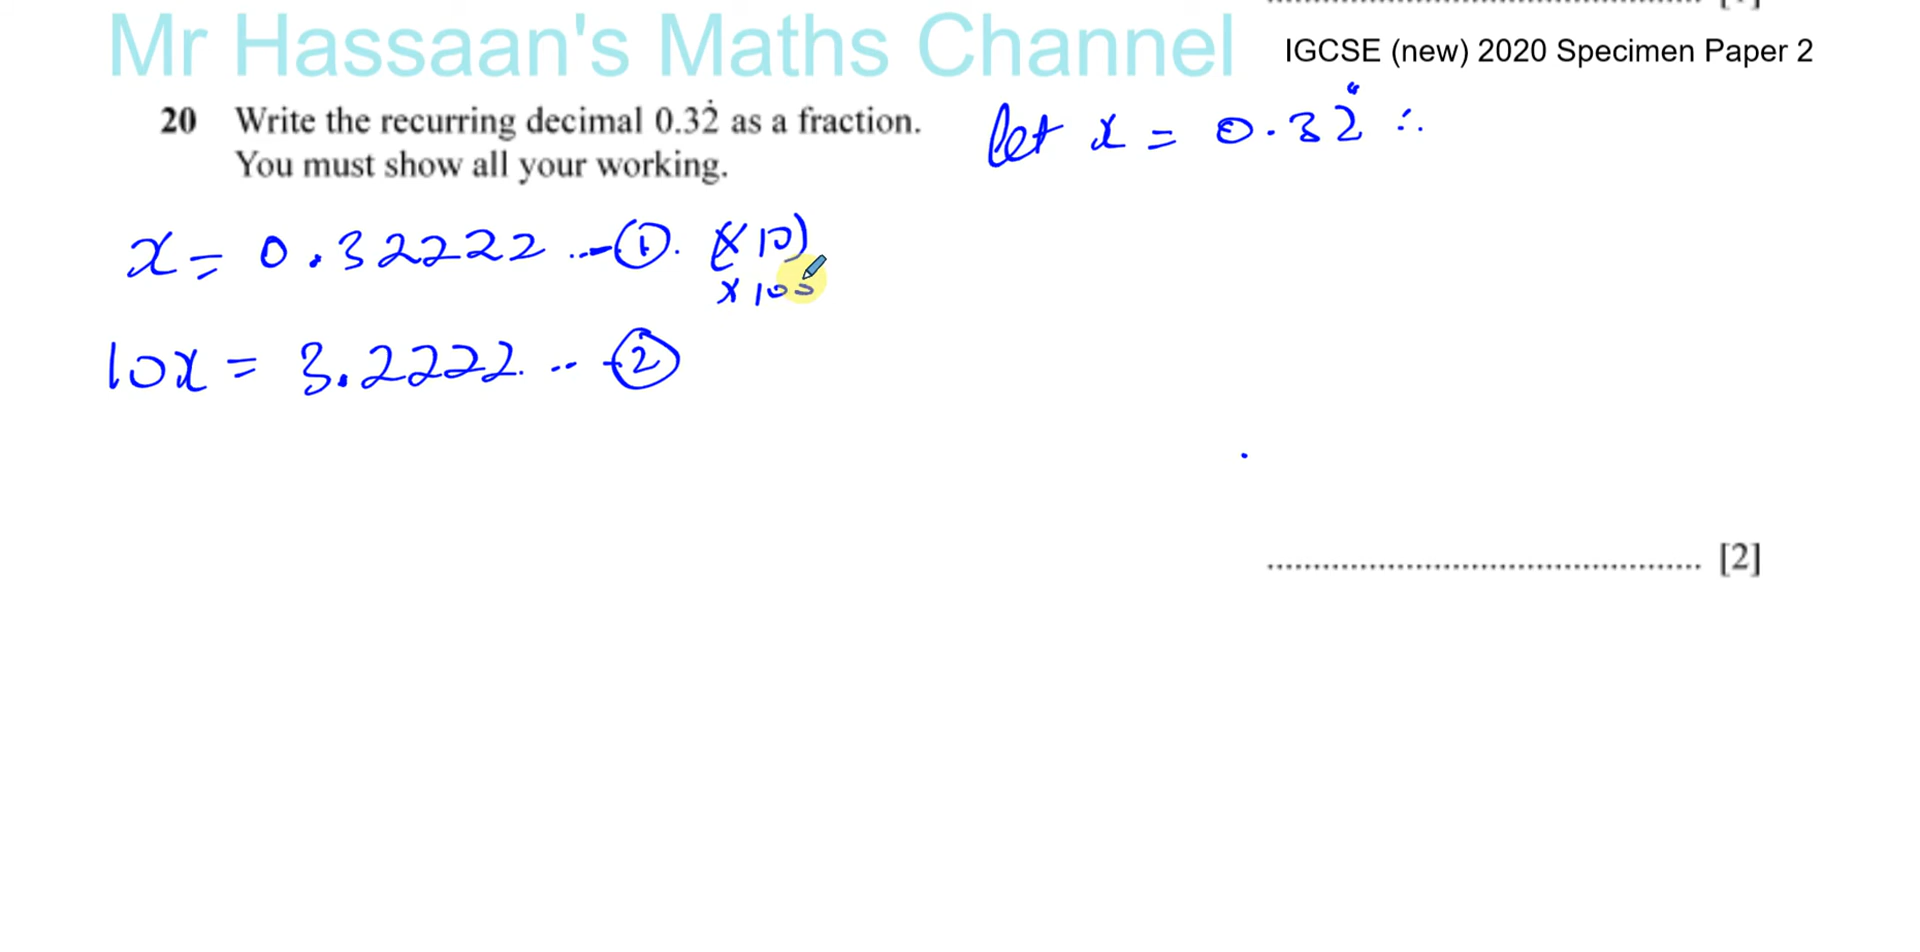 Mr Hassaan's Maths Channel
IGCSE (new) 2020 Specimen Paper 2
20 Write the recurring decimal 0.32̇ as a fraction.
You must show all your working.
let x = 0.32̇ ∴
x = 0.32222 ...-①. (×10)
×100
10x = 3.2222... -②
................................................ [2]